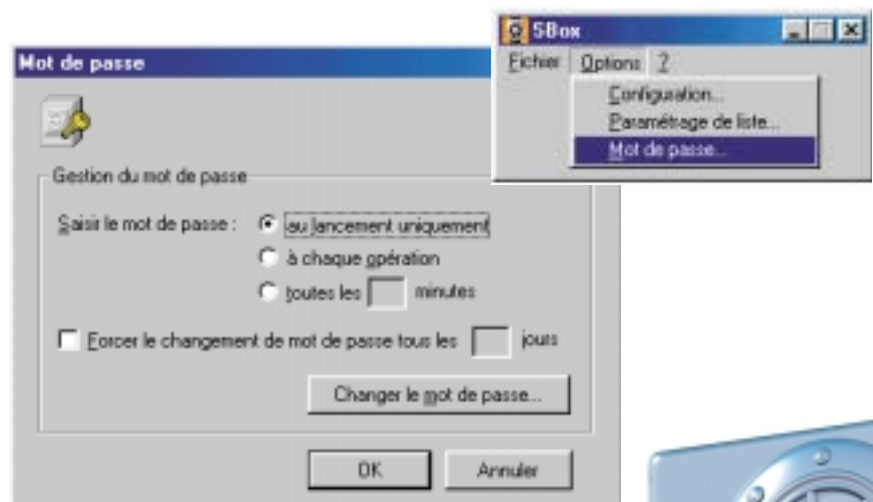 SBox
Fichier Options ?
Configuration...
Paramétrage de liste...
Mot de passe...
Mot de passe
Gestion du mot de passe
Saisir le mot de passe : au lancement uniquement
à chaque opération
toutes les minutes
Forcer le changement de mot de passe tous les jours
Changer le mot de passe...
OK Annuler